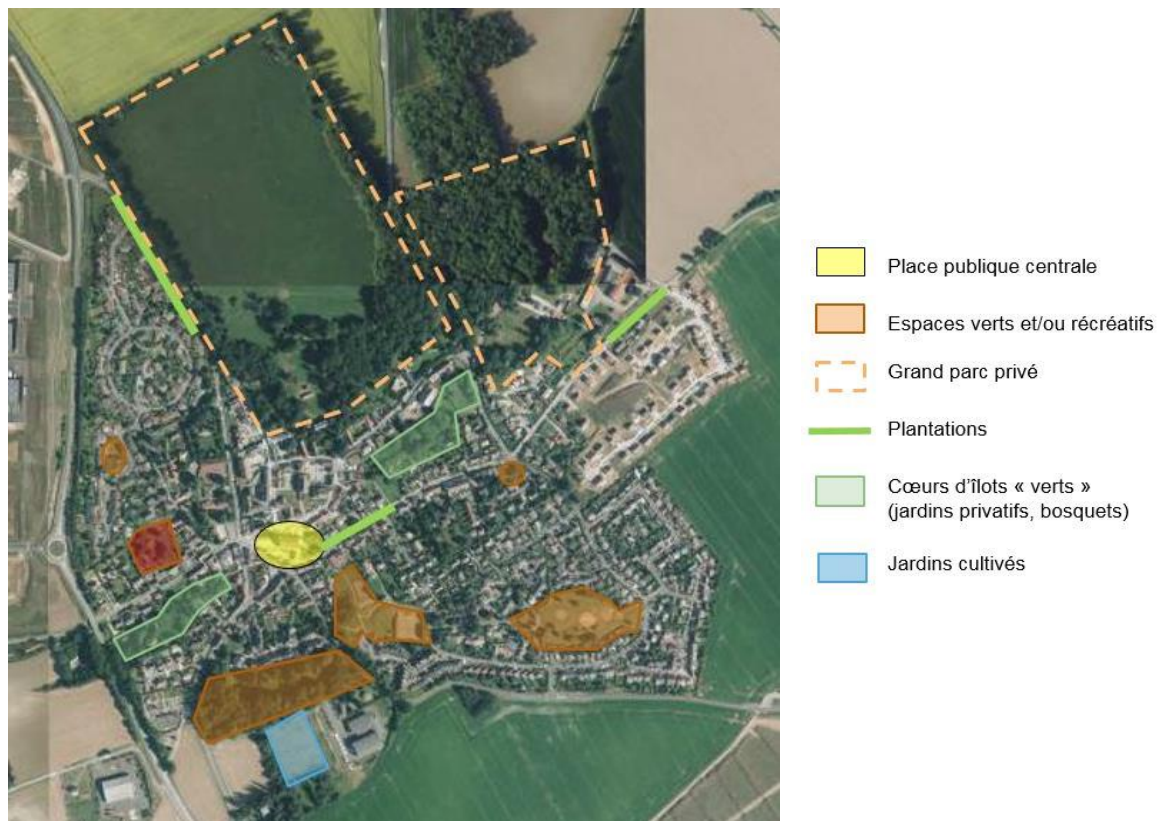 Place publique centrale
Espaces verts et/ou récréatifs
Grand parc privé
Plantations
Cœurs d’îlots « verts »
(jardins privatifs, bosquets)
Jardins cultivés